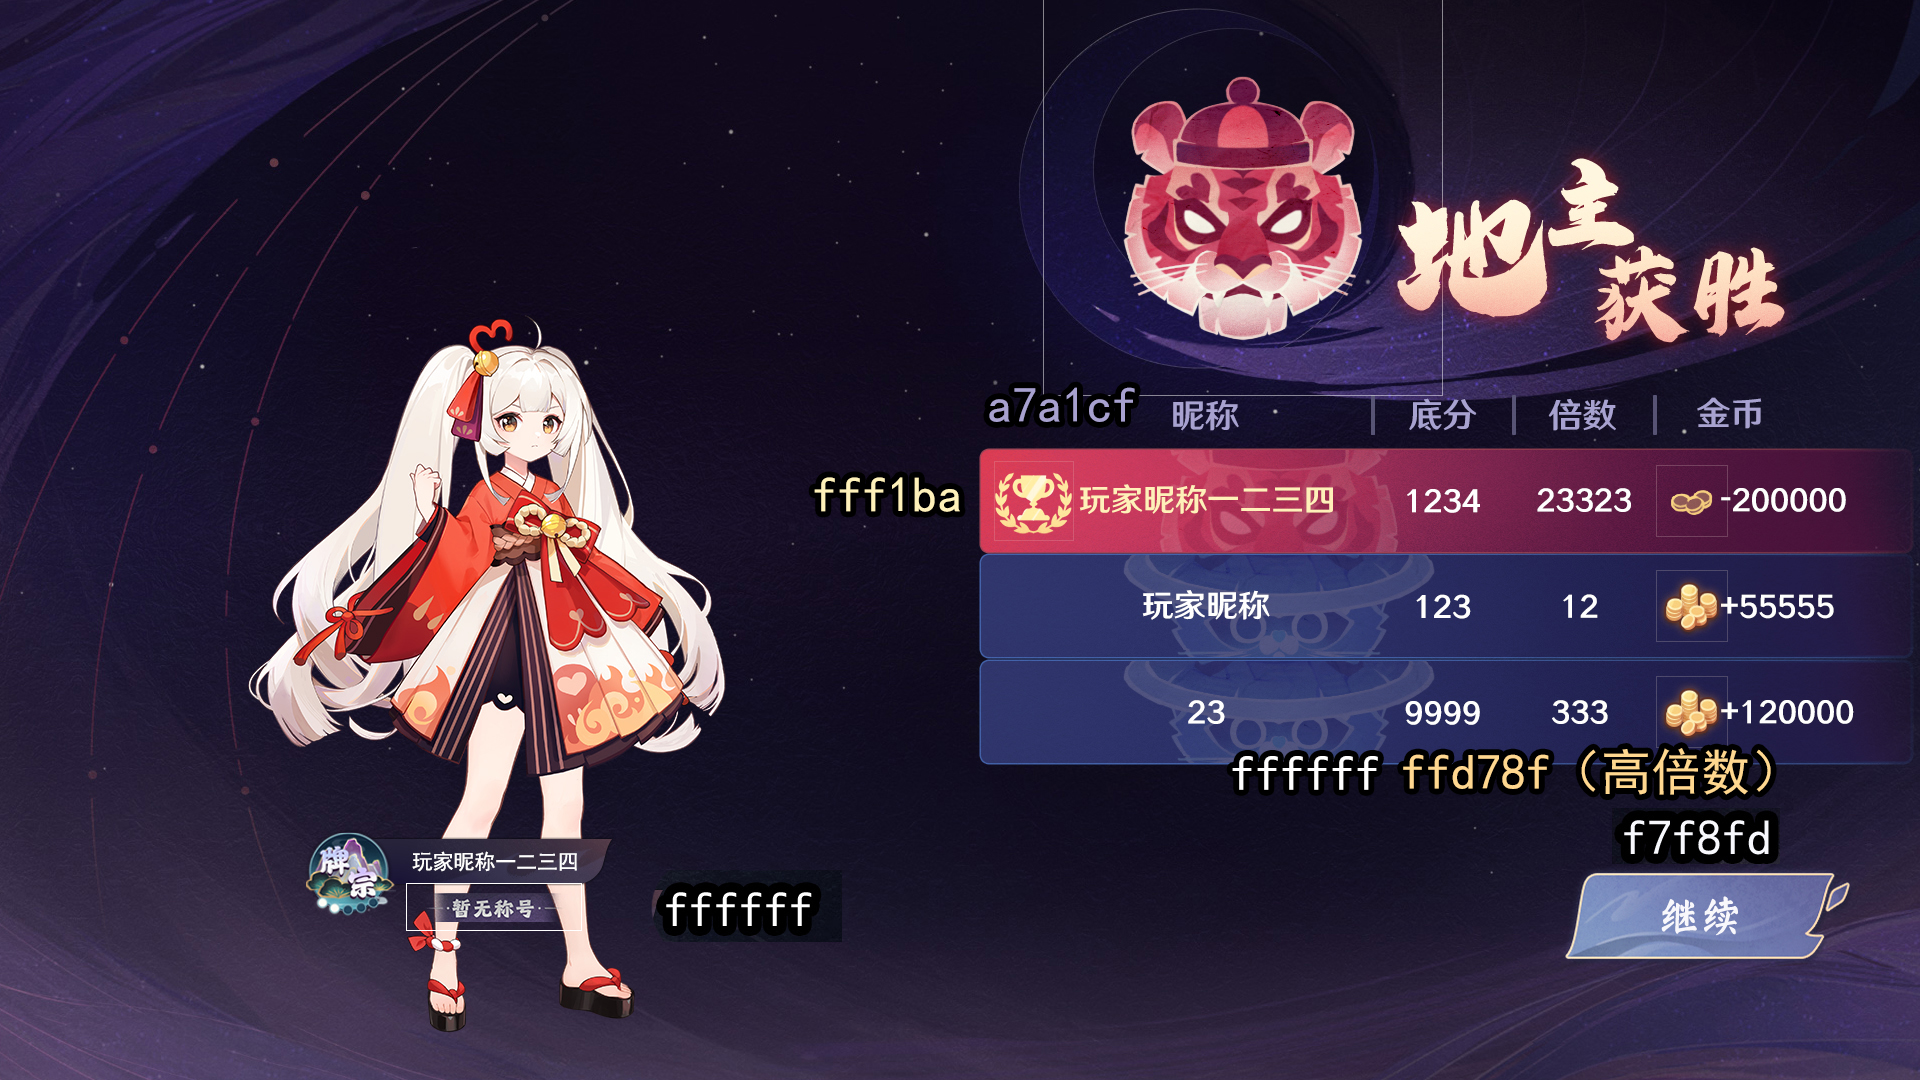 地主获胜
a7a1cf 昵称 底分 倍数 金币
fff1ba 玩家昵称一二三四 1234 23323 -200000
玩家昵称 123 12 +55555
23 9999 333 +120000
ffffff ffd78f（高倍数）
f7f8fd
牌宗 玩家昵称一二三四
·暂无称号·
ffffff
继续